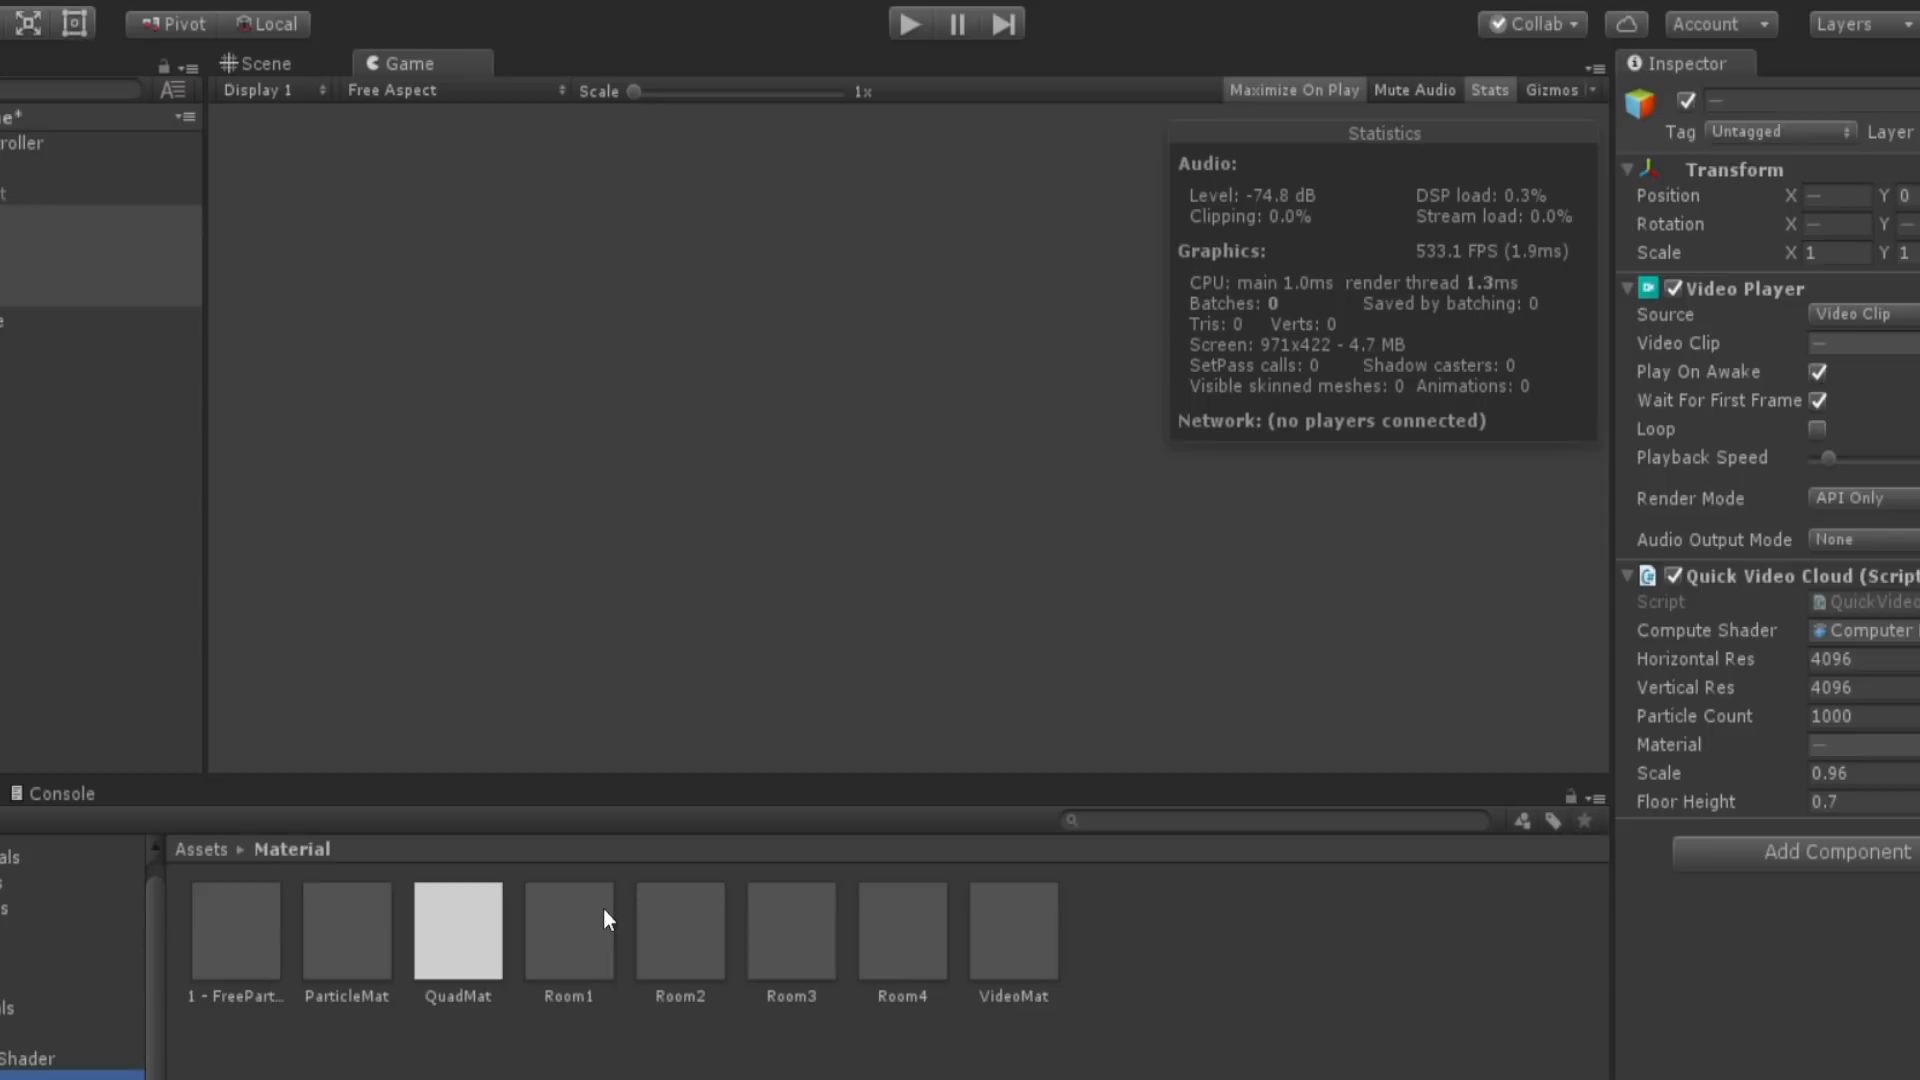 Pivot Local
Collab Account Layers
Scene Game
Inspector
Display 1 Free Aspect Scale 1x Maximize On Play Mute Audio Stats Gizmos
—
e*
Tag Untagged Layer
roller
t
e
Statistics
Audio:
Level: -74.8 dB DSP load: 0.3%
Clipping: 0.0% Stream load: 0.0%
Graphics: 533.1 FPS (1.9ms)
CPU: main 1.0ms render thread 1.3ms
Batches: 0 Saved by batching: 0
Tris: 0 Verts: 0
Screen: 971x422 - 4.7 MB
SetPass calls: 0 Shadow casters: 0
Visible skinned meshes: 0 Animations: 0
Network: (no players connected)
Transform
Position X — Y 0
Rotation X — Y —
Scale X 1 Y 1
Video Player
Source Video Clip
Video Clip —
Play On Awake
Wait For First Frame
Loop
Playback Speed
Render Mode API Only
Audio Output Mode None
Quick Video Cloud (Script
Script QuickVideo
Compute Shader Computer
Horizontal Res 4096
Vertical Res 4096
Particle Count 1000
Material —
Scale 0.96
Floor Height 0.7
Add Component
Console
Assets ▸ Material
als
s
s
ls
Shader
1 - FreePart... ParticleMat QuadMat Room1 Room2 Room3 Room4 VideoMat